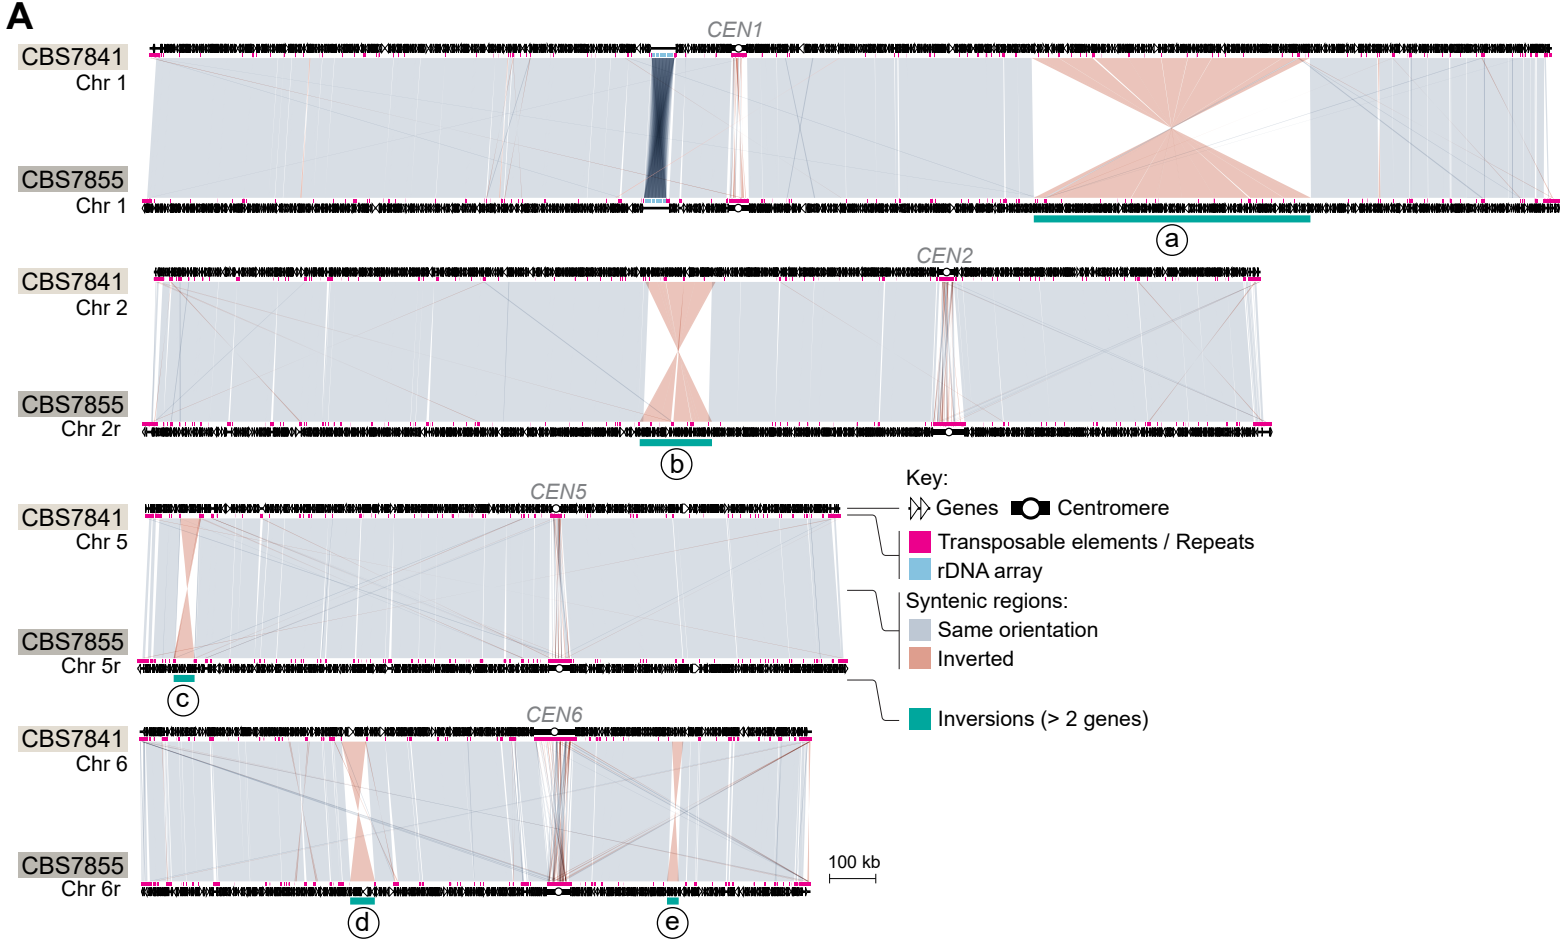 A
CEN1
CBS7841
Chr 1
CBS7855
Chr 1
a
CEN2
CBS7841
Chr 2
CBS7855
Chr 2r
b
CEN5
CBS7841
Chr 5
CBS7855
Chr 5r
c
Key:
Genes Centromere
Transposable elements / Repeats
rDNA array
Syntenic regions:
Same orientation
Inverted
Inversions (> 2 genes)
CEN6
CBS7841
Chr 6
CBS7855
Chr 6r
100 kb
d
e